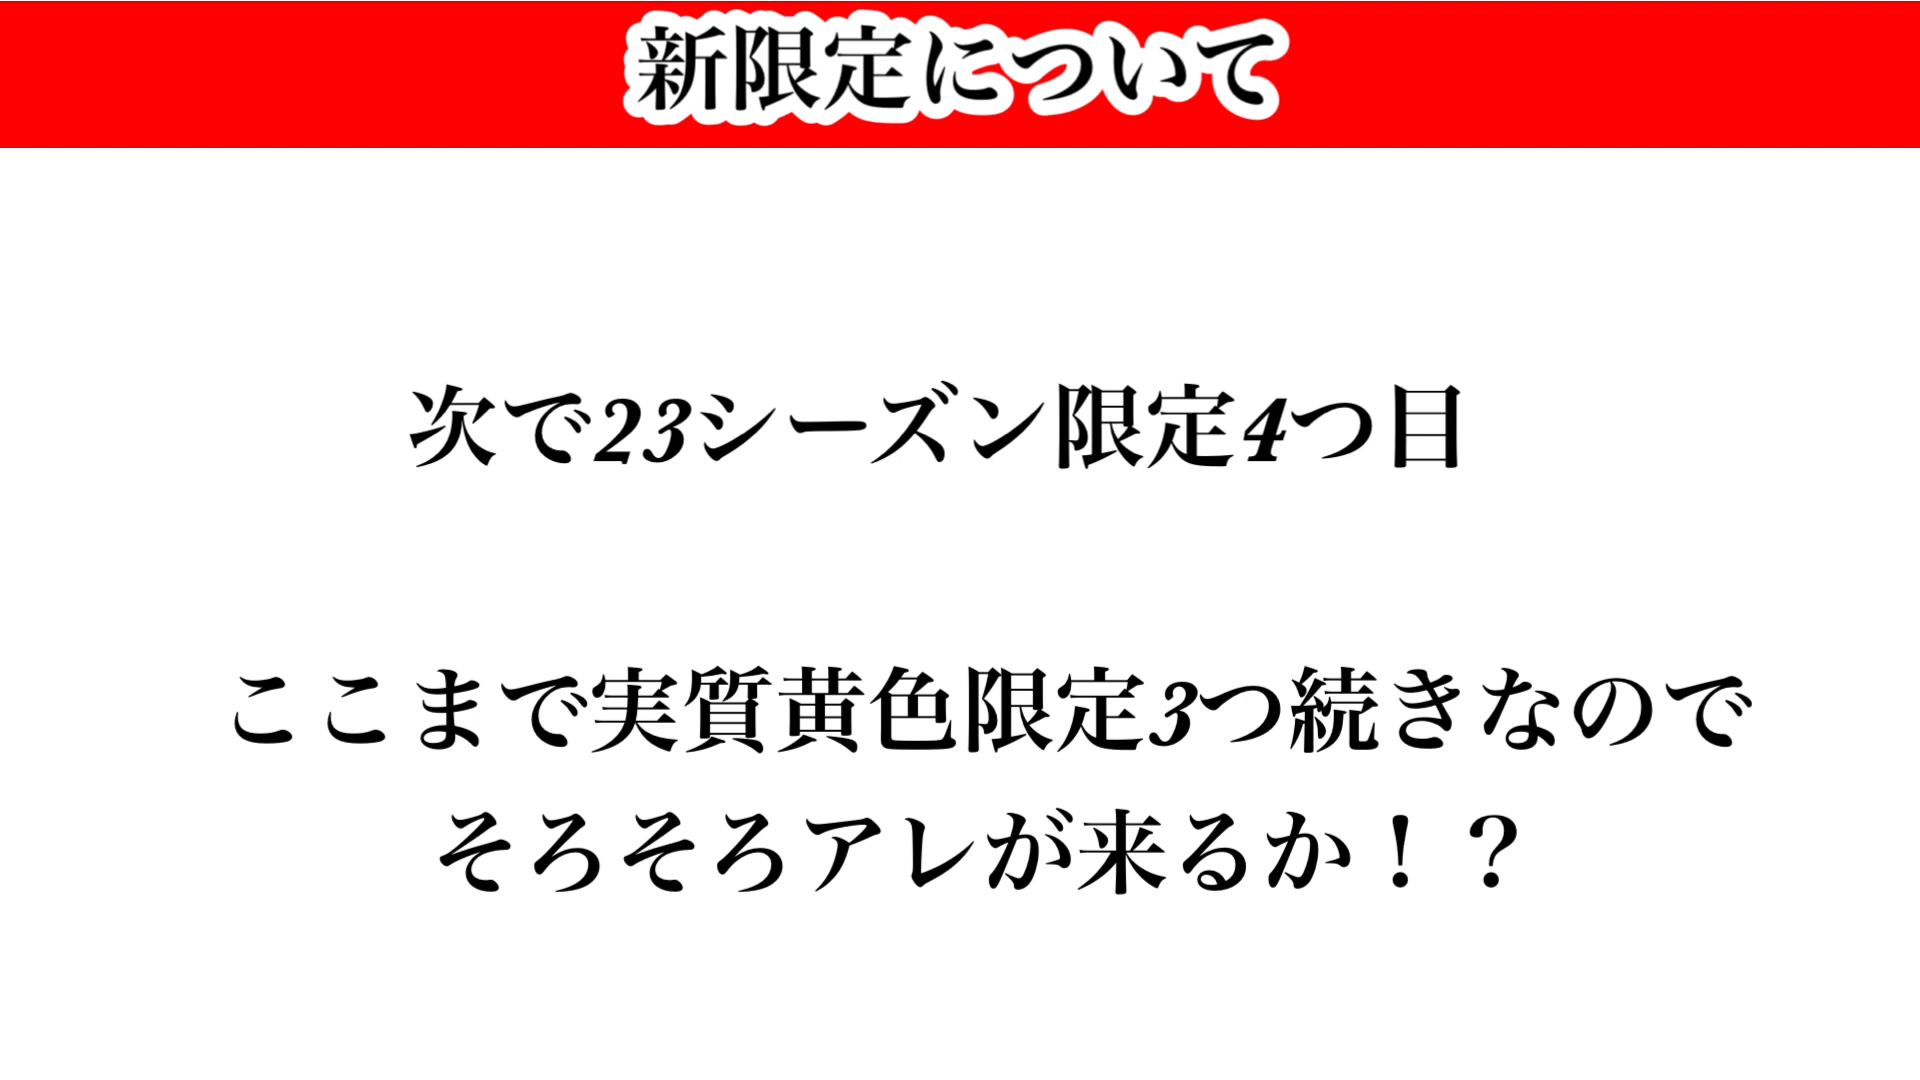 新限定について
次で23シーズン限定4つ目
ここまで実質黄色限定3つ続きなので
そろそろアレが来るか！？